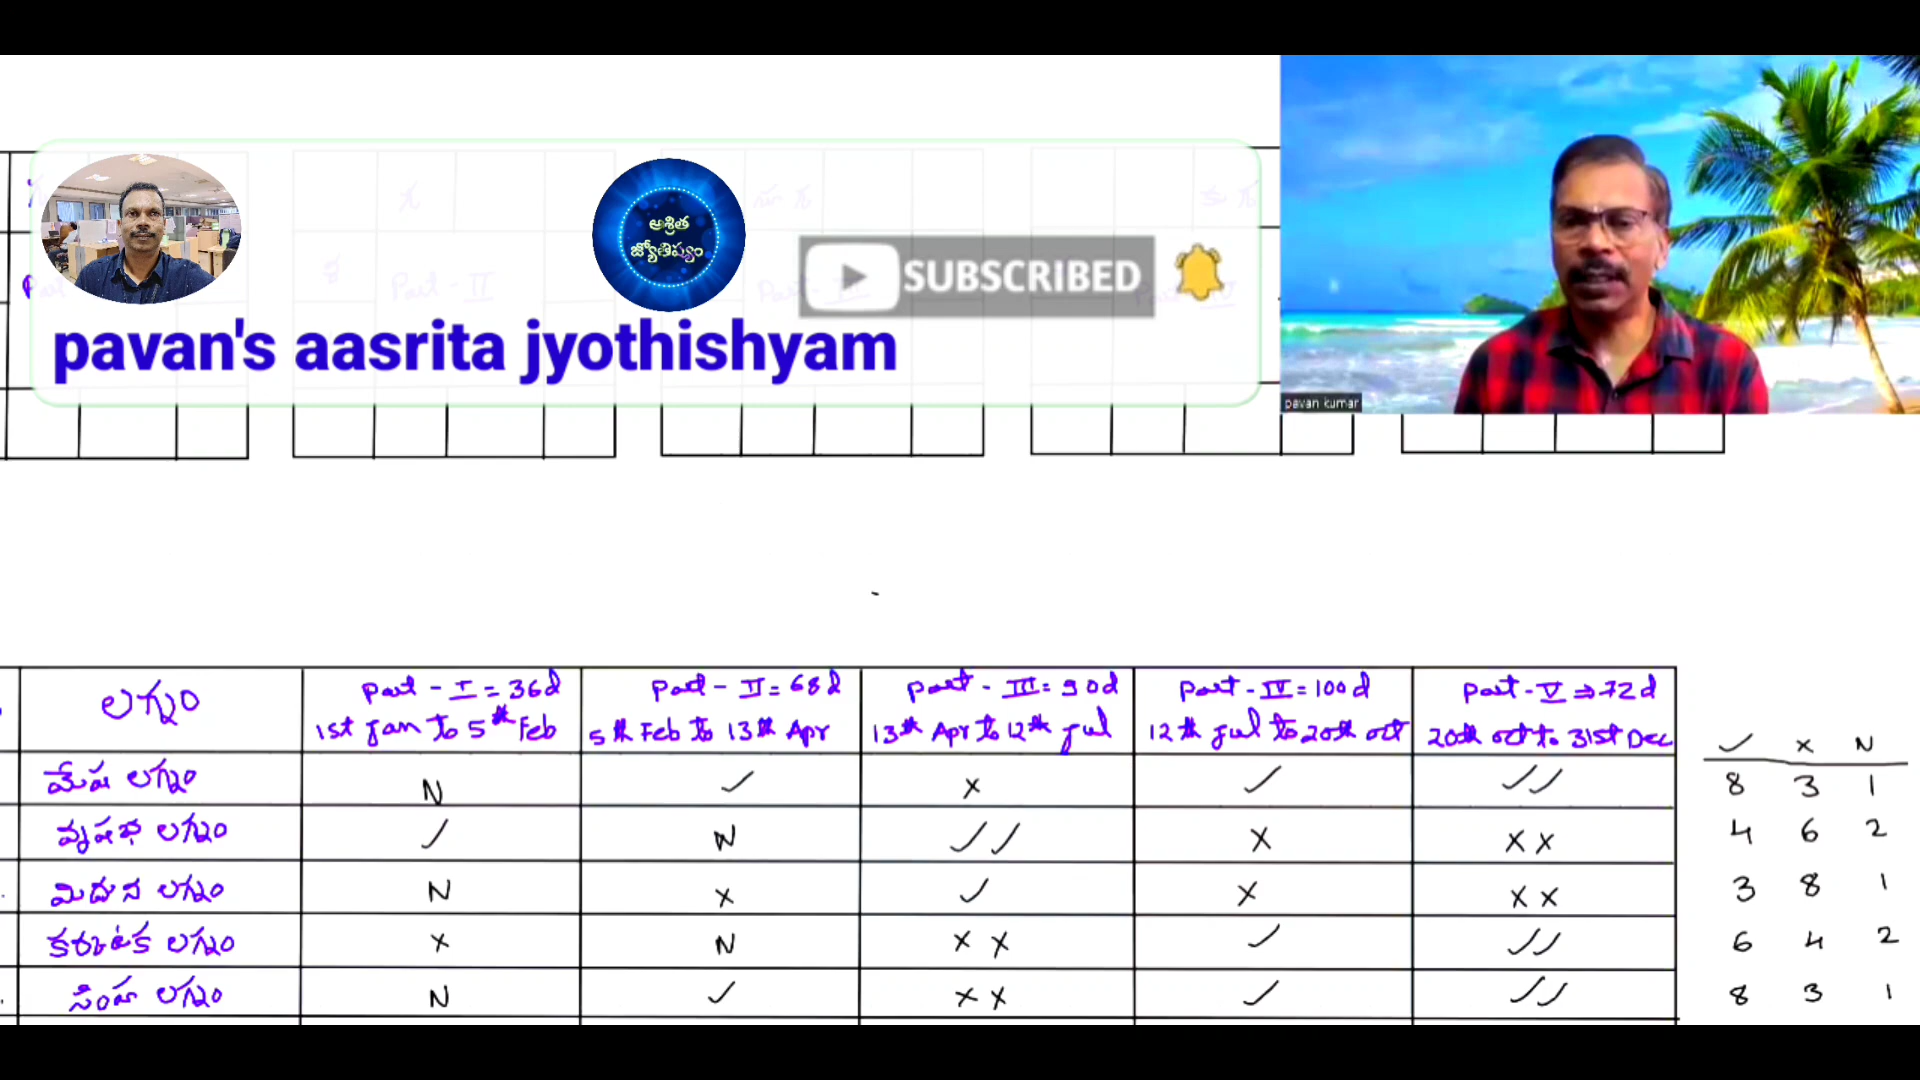 ఆశ్రిత
జ్యోతిష్యం
SUBSCRIBED
Part - II
pavan's aasrita jyothishyam
pavan kumar
లగ్నం
Part - I = 36d
1st Jan to 5th Feb
Part - II = 68d
5th Feb to 13th Apr
Part - III = 90d
13th Apr to 12th Jul
Part - IV = 100d
12th Jul to 20th Oct
Part - V => 72d
20th Oct to 31st Dec
✓ x N
మేష లగ్నం N ✓ x ✓ ✓✓ 8 3 1
వృషభ లగ్నం ✓ N ✓✓ x x x 4 6 2
మిదున లగ్నం N x ✓ x x x 3 8 1
కర్కాటక లగ్నం x N x x ✓ ✓✓ 6 4 2
సింహ లగ్నం N ✓ x x ✓ ✓✓ 8 3 1